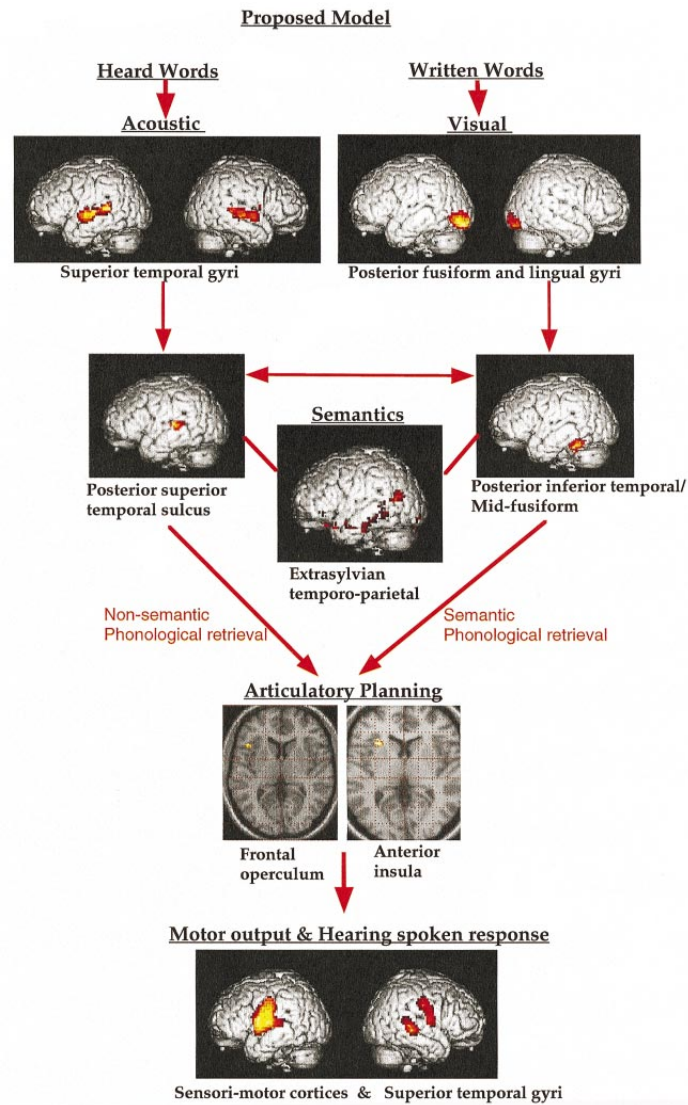 Proposed Model
Heard Words
Written Words
Acoustic
Visual
Superior temporal gyri
Posterior fusiform and lingual gyri
Semantics
Posterior superior
temporal sulcus
Posterior inferior temporal/
Mid-fusiform
Extrasylvian
temporo-parietal
Non-semantic
Phonological retrieval
Semantic
Phonological retrieval
Articulatory Planning
Frontal
operculum
Anterior
insula
Motor output & Hearing spoken response
Sensori-motor cortices & Superior temporal gyri